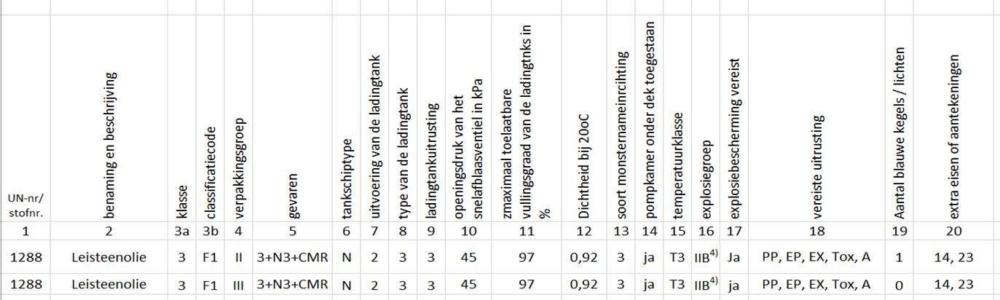 UN-nr/
stofnr.
benaming en beschrijving
klasse
classificatiecode
verpakkingsgroep
gevaren
tankschiptype
uitvoering van de ladingtank
type van de ladingtank
ladingtankuitrusting
openingsdruk van het
snelafblaasventiel in kPa
zmaximaal toelaatbare
vullingsgraad van de ladingtnks in
%
Dichtheid bij 20oC
soort monsternameinrchiting
pompkamer onder dek toegestaan
temperatuurklasse
explosiegroep
explosiebescherming vereist
vereiste uitrusting
Aantal blauwe kegels / lichten
extra eisen of aantekeningen
1 2 3a 3b 4 5 6 7 8 9 10 11 12 13 14 15 16 17 18 19 20
1288 Leisteenolie 3 F1 II 3+N3+CMR N 2 3 3 45 97 0,92 3 ja T3 IIB4) Ja PP, EP, EX, Tox, A 1 14, 23
1288 Leisteenolie 3 F1 III 3+N3+CMR N 2 3 3 45 97 0,92 3 ja T3 IIB4) ja PP, EP, EX, Tox, A 0 14, 23